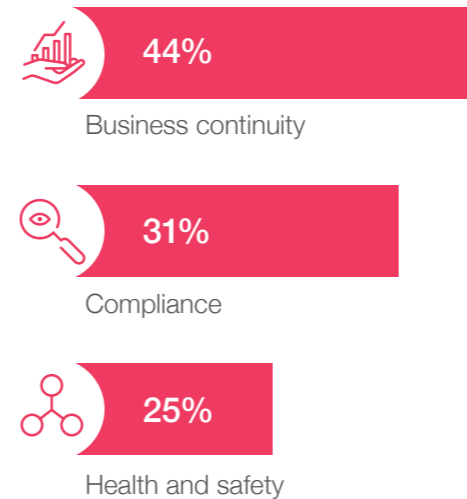 44%
Business continuity
31%
Compliance
25%
Health and safety